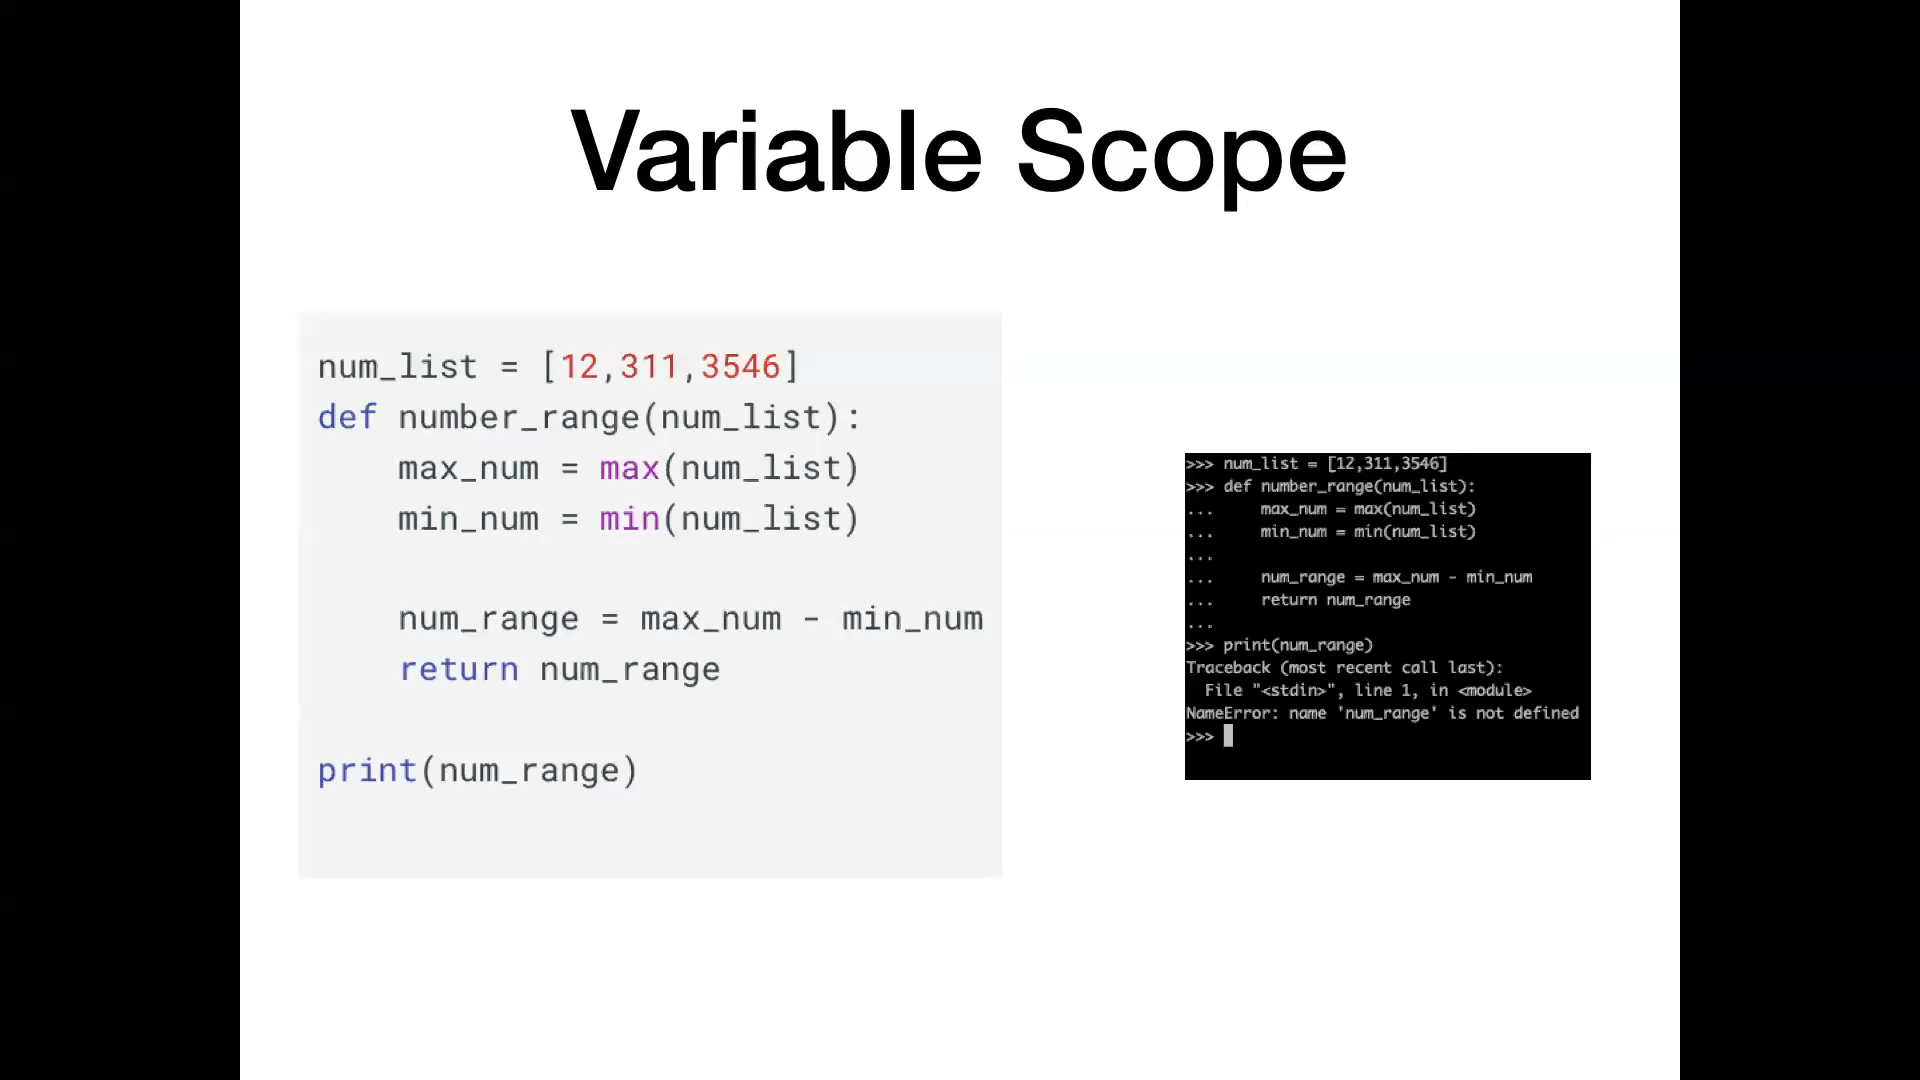 Variable Scope
num_list = [12,311,3546]
def number_range(num_list):
    max_num = max(num_list)
    min_num = min(num_list)
    num_range = max_num - min_num
    return num_range
print(num_range)
>>> num_list = [12,311,3546]
>>> def number_range(num_list):
...     max_num = max(num_list)
...     min_num = min(num_list)
...
...     num_range = max_num - min_num
...     return num_range
...
>>> print(num_range)
Traceback (most recent call last):
  File "<stdin>", line 1, in <module>
NameError: name 'num_range' is not defined
>>>